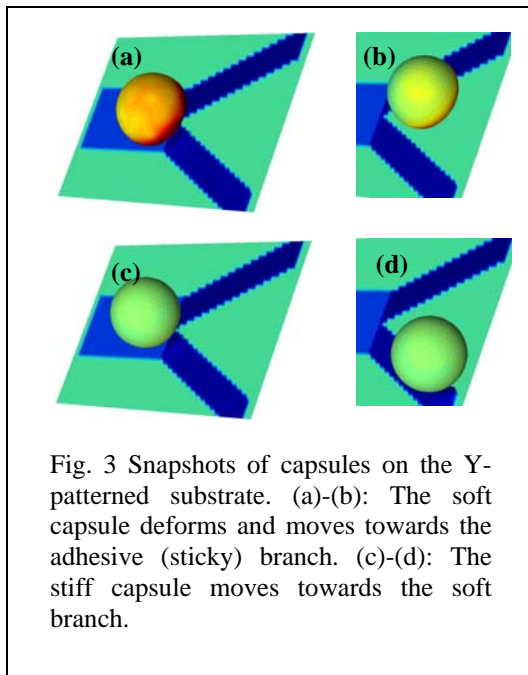 (a)
(b)
(c)
(d)
Fig. 3 Snapshots of capsules on the Y-
patterned substrate. (a)-(b): The soft
capsule deforms and moves towards the
adhesive (sticky) branch. (c)-(d): The
stiff capsule moves towards the soft
branch.